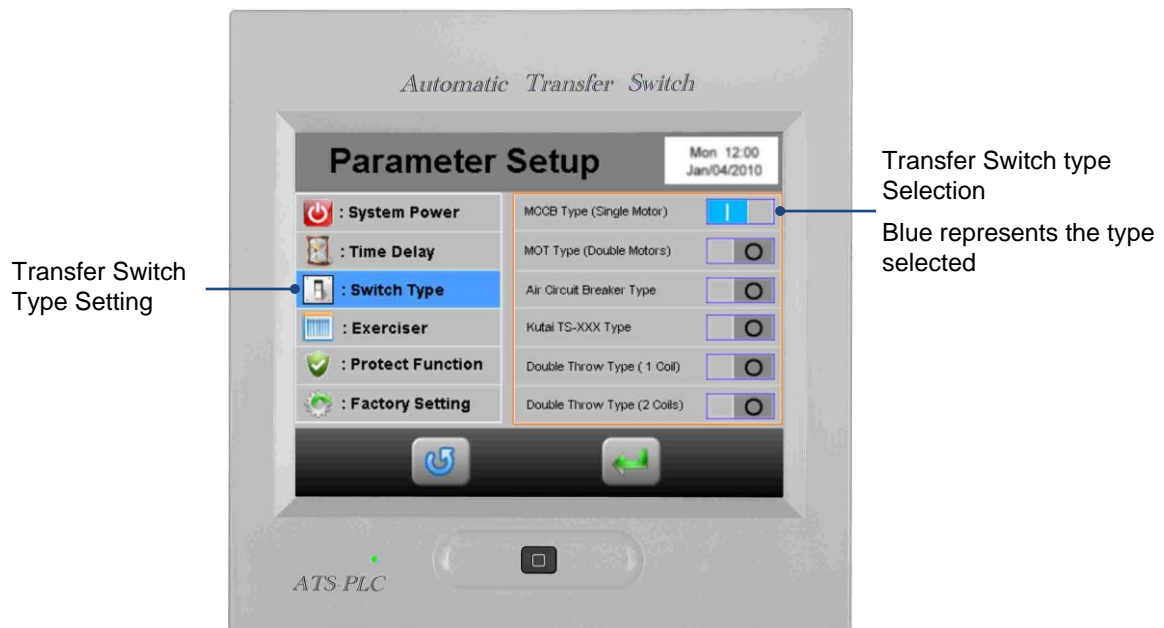 Automatic Transfer Switch
Parameter Setup
Mon 12:00
Jan/04/2010
: System Power
: Time Delay
: Switch Type
: Exerciser
: Protect Function
: Factory Setting
MCCB Type (Single Motor)
MOT Type (Double Motors)
Air Circuit Breaker Type
Kutai TS-XXX Type
Double Throw Type ( 1 Coil)
Double Throw Type (2 Coils)
ATS-PLC
Transfer Switch
Type Setting
Transfer Switch type
Selection
Blue represents the type
selected